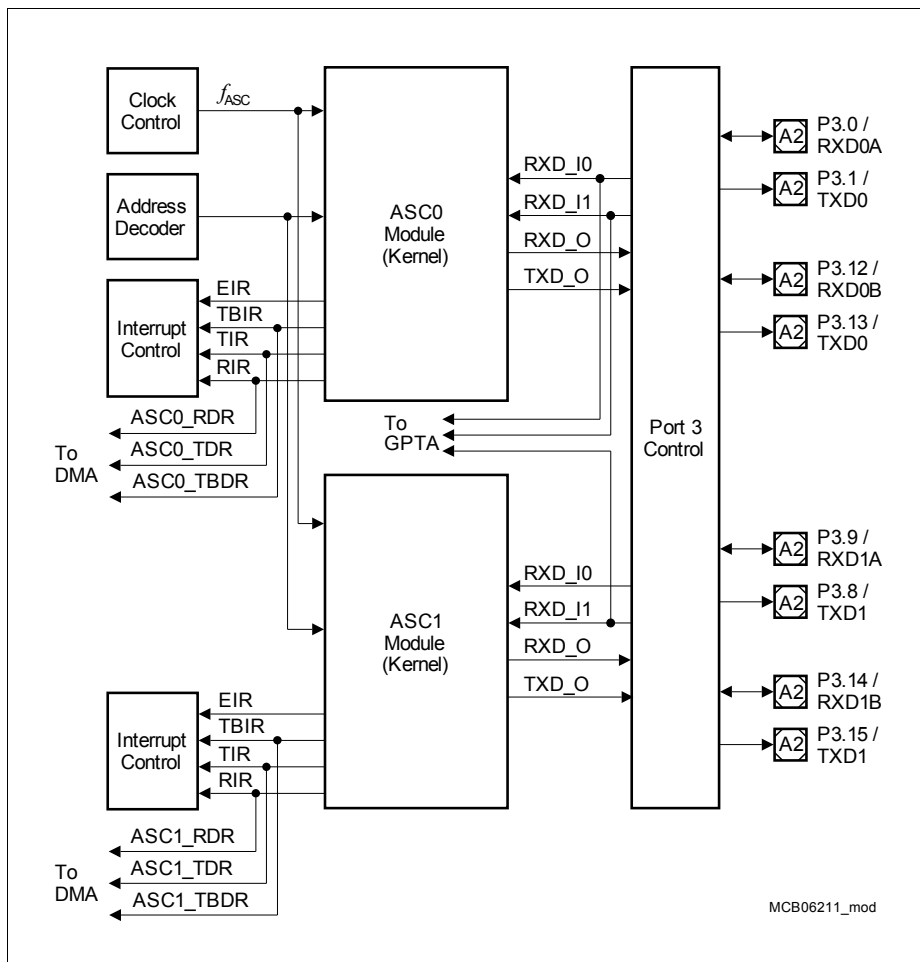 Clock
Control
fASC
Address
Decoder
Interrupt
Control
EIR
TBIR
TIR
RIR
ASC0_RDR
ASC0_TDR
ASC0_TBDR
To
DMA
ASC0
Module
(Kernel)
RXD_I0
RXD_I1
RXD_O
TXD_O
To
GPTA
Port 3
Control
A2
P3.0 /
RXD0A
A2
P3.1 /
TXD0
A2
P3.12 /
RXD0B
A2
P3.13 /
TXD0
ASC1
Module
(Kernel)
RXD_I0
RXD_I1
RXD_O
TXD_O
A2
P3.9 /
RXD1A
A2
P3.8 /
TXD1
A2
P3.14 /
RXD1B
A2
P3.15 /
TXD1
Interrupt
Control
EIR
TBIR
TIR
RIR
ASC1_RDR
ASC1_TDR
ASC1_TBDR
To
DMA
MCB06211_mod